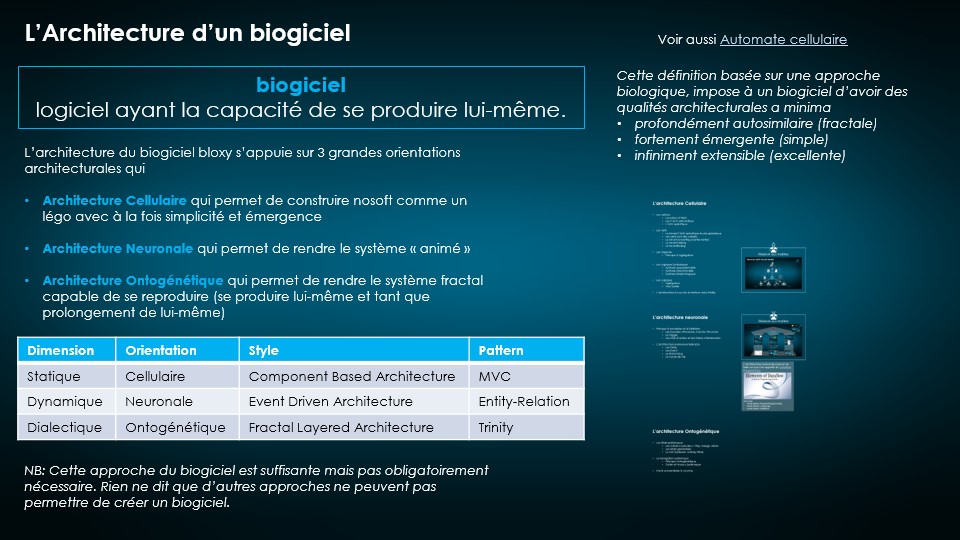 L’Architecture d’un biogiciel
biogiciel
logiciel ayant la capacité de se produire lui-même.
L’architecture du biogiciel bloxy s’appuie sur 3 grandes orientations
architecturales qui
• Architecture Cellulaire qui permet de construire nosoft comme un
légo avec à la fois simplicité et émergence
• Architecture Neuronale qui permet de rendre le système « animé »
• Architecture Ontogénétique qui permet de rendre le système fractal
capable de se reproduire (se produire lui-même et tant que
prolongement de lui-même)
Dimension Orientation Style Pattern
Statique Cellulaire Component Based Architecture MVC
Dynamique Neuronale Event Driven Architecture Entity-Relation
Dialectique Ontogénétique Fractal Layered Architecture Trinity
NB: Cette approche du biogiciel est suffisante mais pas obligatoirement
nécessaire. Rien ne dit que d’autres approches ne peuvent pas
permettre de créer un biogiciel.
Voir aussi Automate cellulaire
Cette définition basée sur une approche
biologique, impose à un biogiciel d’avoir des
qualités architecturales a minima
• profondément autosimilaire (fractale)
• fortement émergente (simple)
• infiniment extensible (excellente)
L’architecture Cellulaire
L’architecture neuronale
L’architecture Ontogénétique